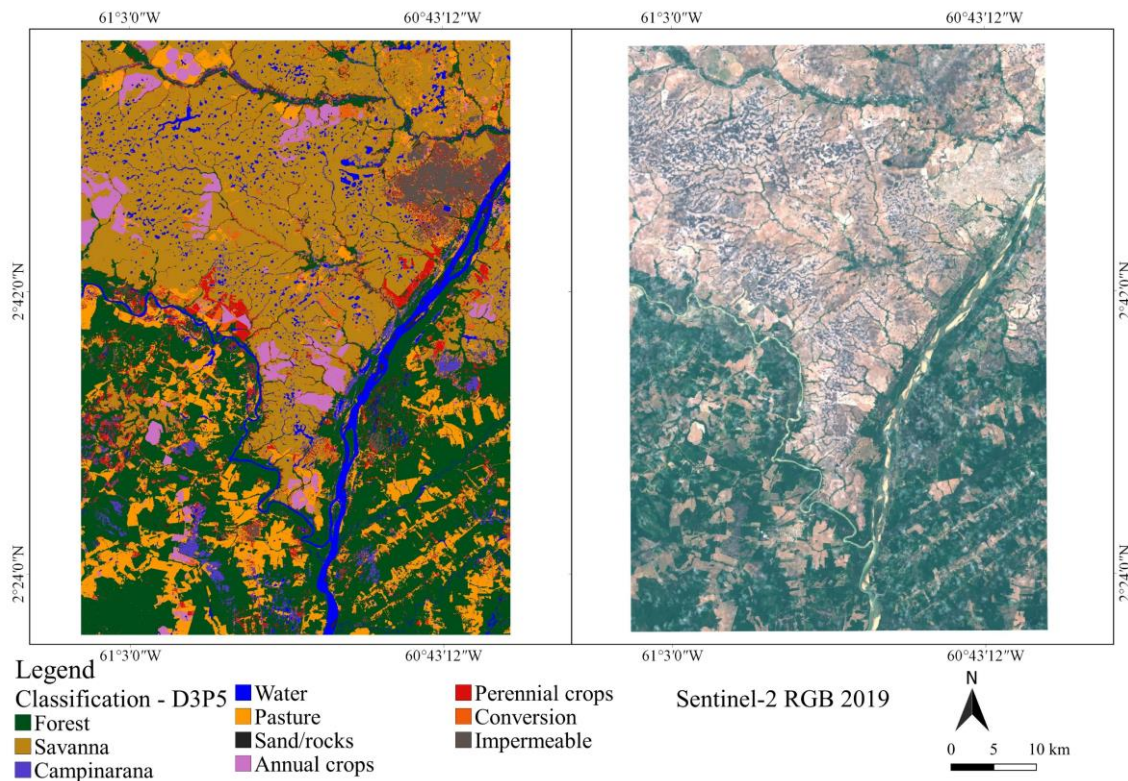 61°3'0"W 60°43'12"W 61°3'0"W 60°43'12"W
2°42'0"N 2°42'0"N
2°24'0"N 2°24'0"N
61°3'0"W 60°43'12"W 61°3'0"W 60°43'12"W
Legend
Classification - D3P5
Forest
Savanna
Campinarana
Water
Pasture
Sand/rocks
Annual crops
Perennial crops
Conversion
Impermeable
Sentinel-2 RGB 2019
N
0 5 10 km